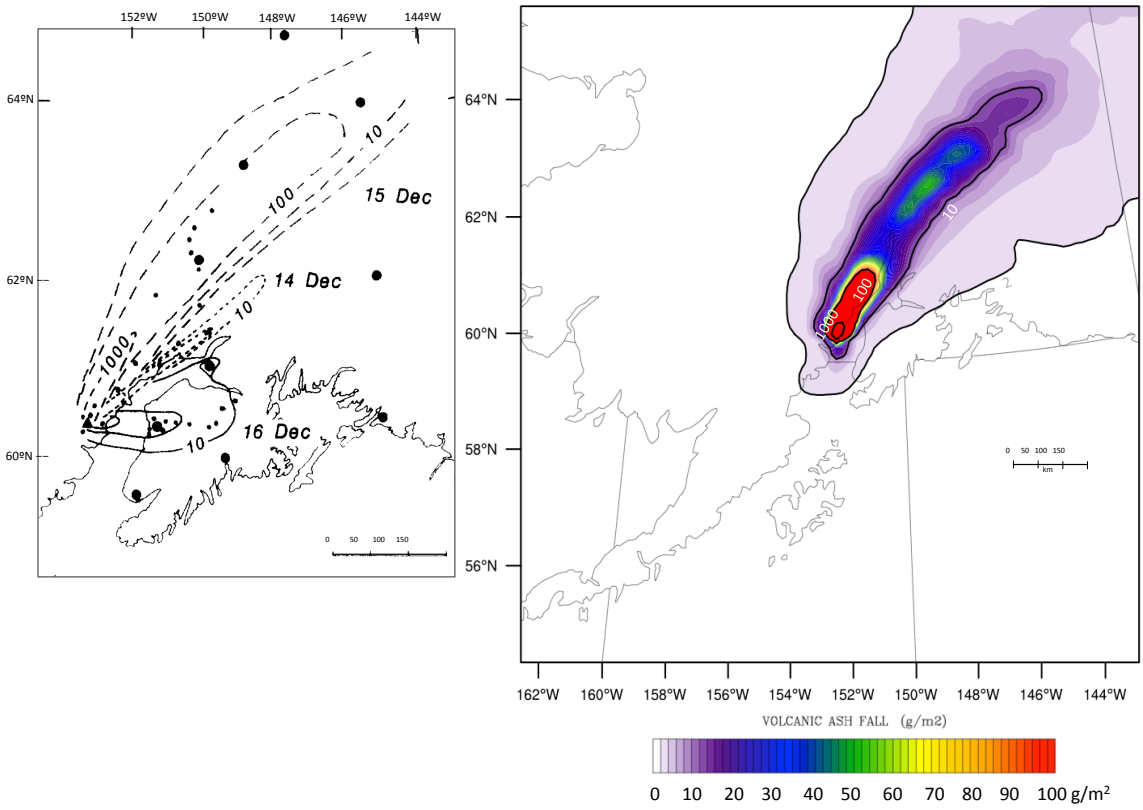 152ºW 150ºW 148ºW 146ºW 144ºW
64ºN
62ºN
60ºN
10
100
15 Dec
14 Dec
10
1000?
16 Dec
10
0 50 100 150
64°N
62°N
60°N
58°N
56°N
10
100
1000
0 50 100 150
km
162°W 160°W 158°W 156°W 154°W 152°W 150°W 148°W 146°W 144°W
VOLCANIC ASH FALL (g/m2)
0 10 20 30 40 50 60 70 80 90 100 g/m²